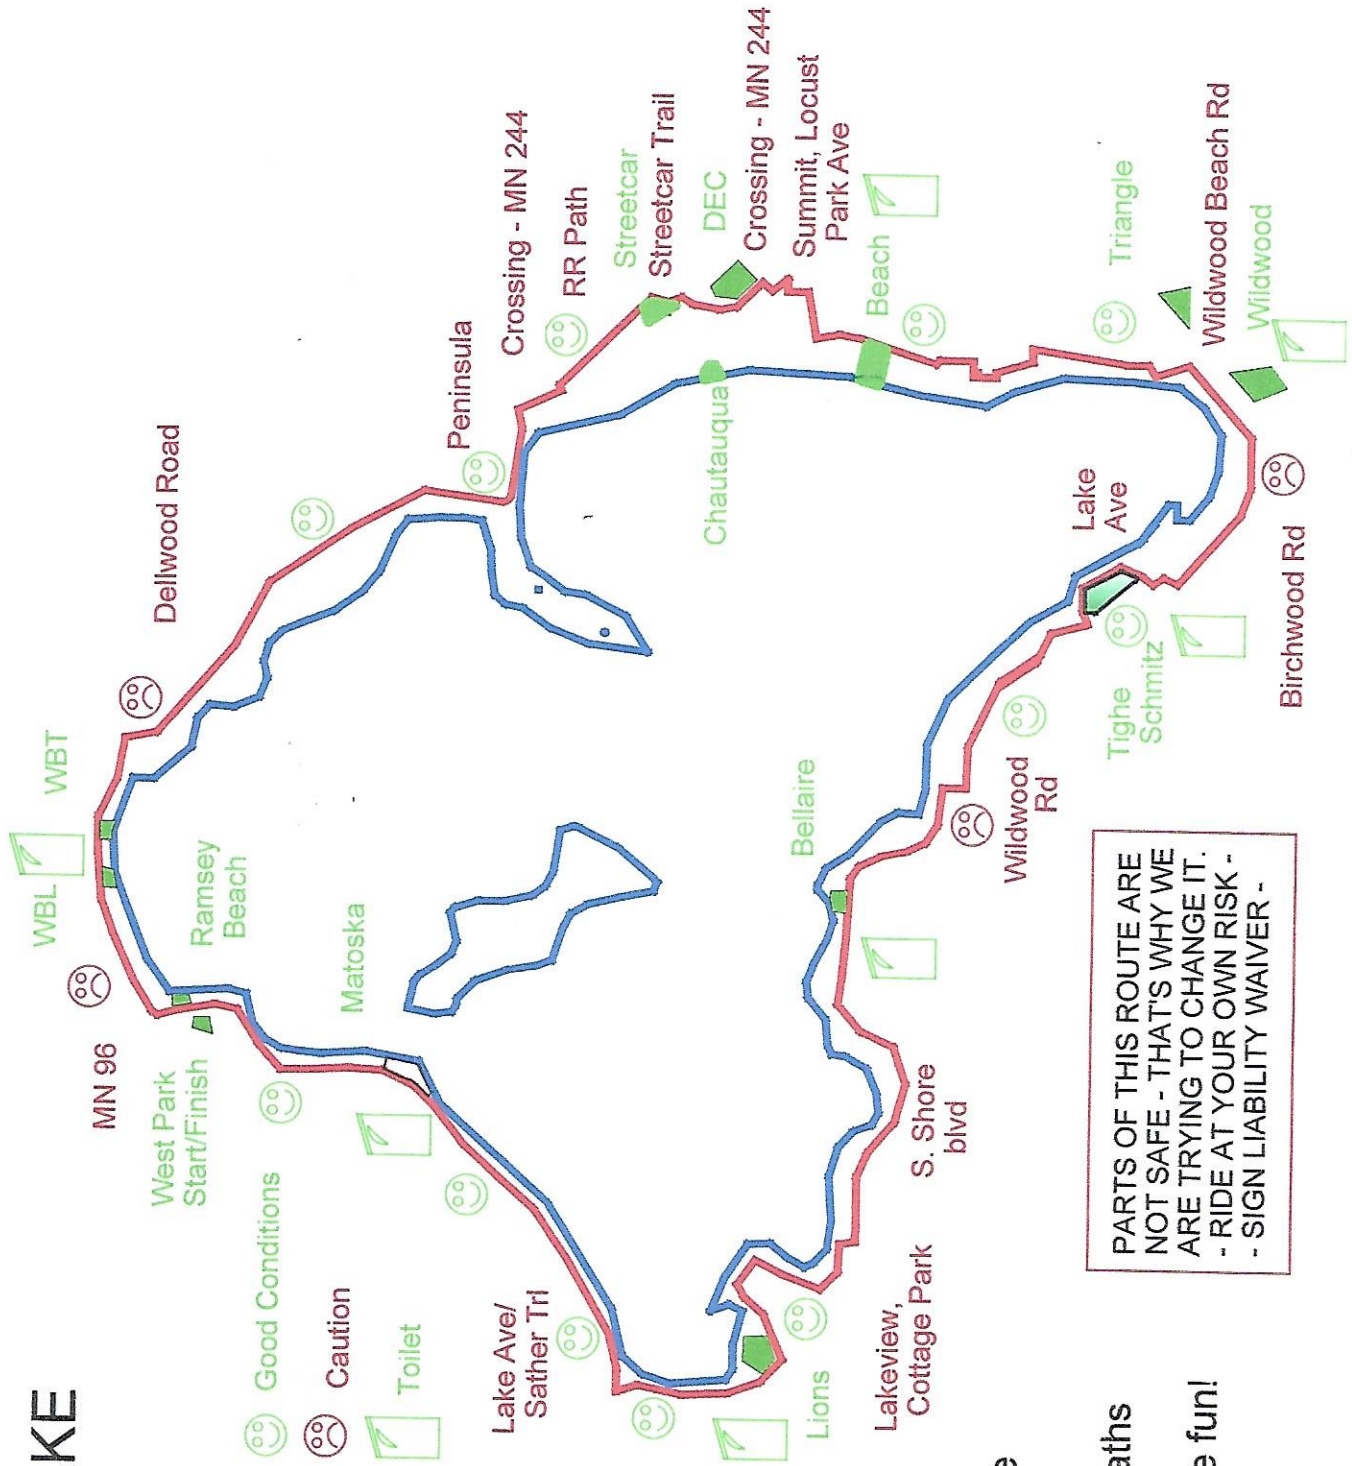 KE
Good Conditions
Caution
Toilet
MN 96
West Park
Start/Finish
WBL
WBT
Ramsey
Beach
Matoska
Dellwood Road
Peninsula
Crossing - MN 244
RR Path
Streetcar
Streetcar Trail
DEC
Crossing - MN 244
Summit, Locust
Park Ave
Chautauqua
Beach
Triangle
Wildwood Beach Rd
Wildwood
Lake
Ave
Birchwood Rd
Tighe
Schmitz
Wildwood
Rd
Bellaire
S. Shore
blvd
Lakeview,
Cottage Park
Lions
Lake Ave/
Sather Trl
PARTS OF THIS ROUTE ARE
NOT SAFE - THAT'S WHY WE
ARE TRYING TO CHANGE IT.
- RIDE AT YOUR OWN RISK -
- SIGN LIABILITY WAIVER -
e
aths
e fun!